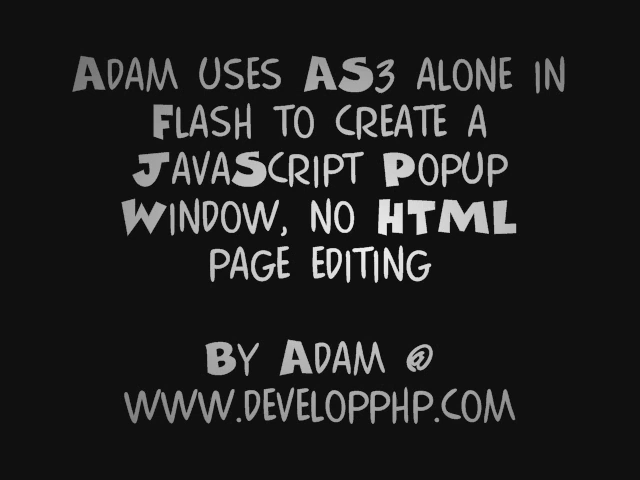 Adam uses AS3 alone in
Flash to create a
JavaScript Popup
Window, no HTML
page editing
By Adam @
www.developphp.com